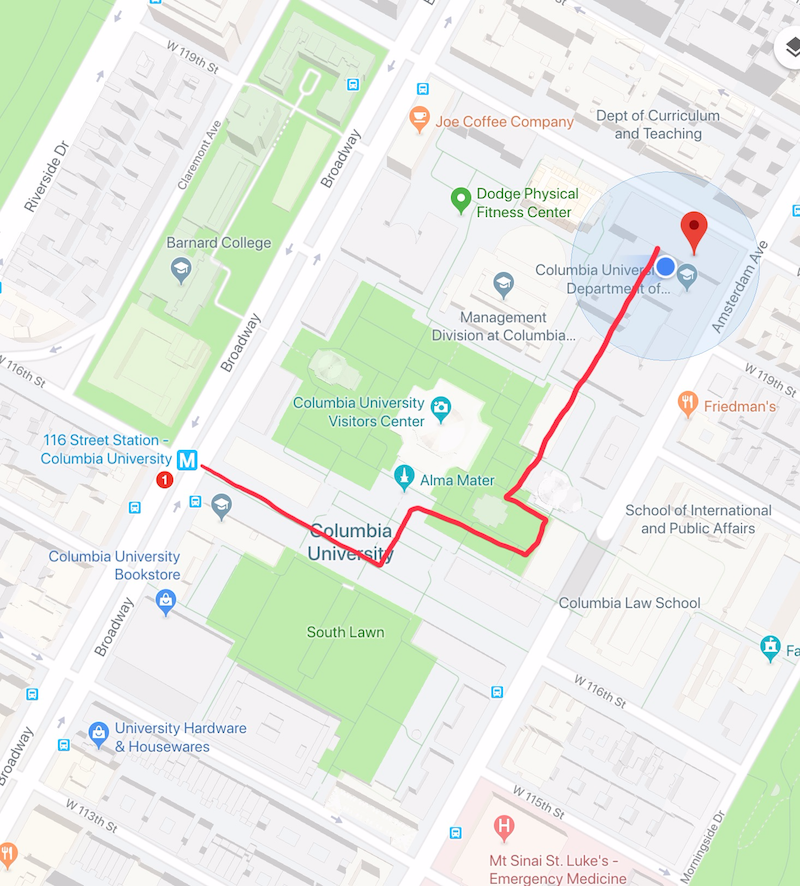 W 119th St
Dept of Curriculum
and Teaching
Joe Coffee Company
Claremont Ave
Riverside Dr
Broadway
Dodge Physical
Fitness Center
Barnard College
Columbia Universi
Department of...
Amsterdam Ave
Management
Division at Columbia...
Broadway
W 116th St
W 119th St
Columbia University
Visitors Center
Friedman's
116 Street Station -
Columbia University
M
1
Alma Mater
School of International
and Public Affairs
Columbia
University
Columbia University
Bookstore
Columbia Law School
Broadway
South Lawn
Fa
W 116th St
University Hardware
& Housewares
Broadway
W 115th St
W 113th St
H
Morningside Dr
Mt Sinai St. Luke's -
Emergency Medicine